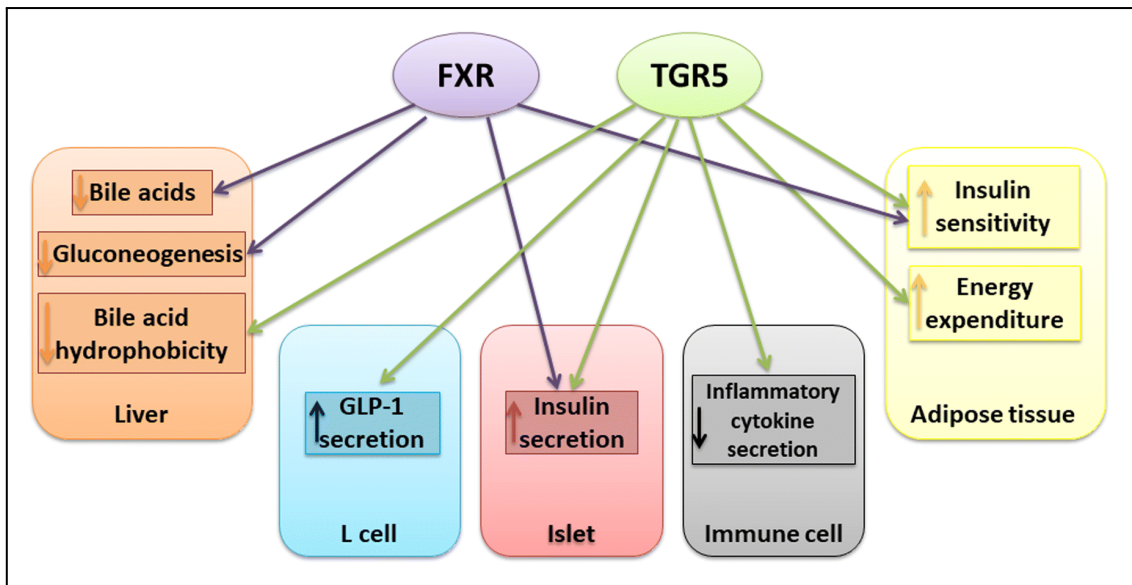 FXR
TGR5
Bile acids
Gluconeogenesis
Bile acid
hydrophobicity
Liver
GLP-1
secretion
L cell
Insulin
secretion
Islet
Inflammatory
cytokine
secretion
Immune cell
Insulin
sensitivity
Energy
expenditure
Adipose tissue